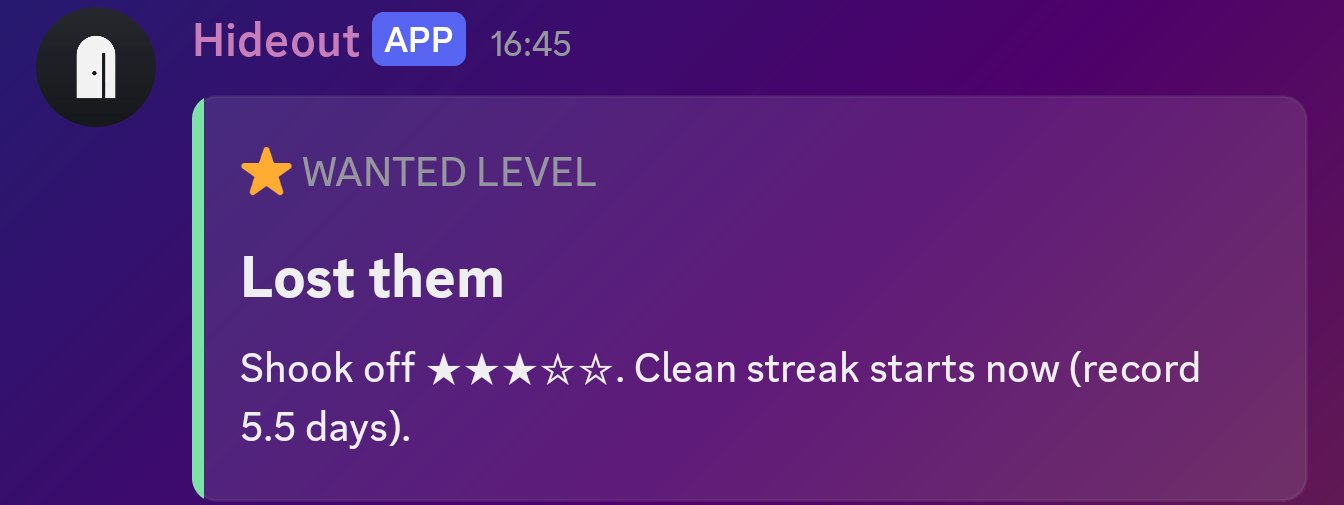 Hideout APP 16:45
⭐ WANTED LEVEL
Lost them
Shook off ★★★☆☆. Clean streak starts now (record
5.5 days).